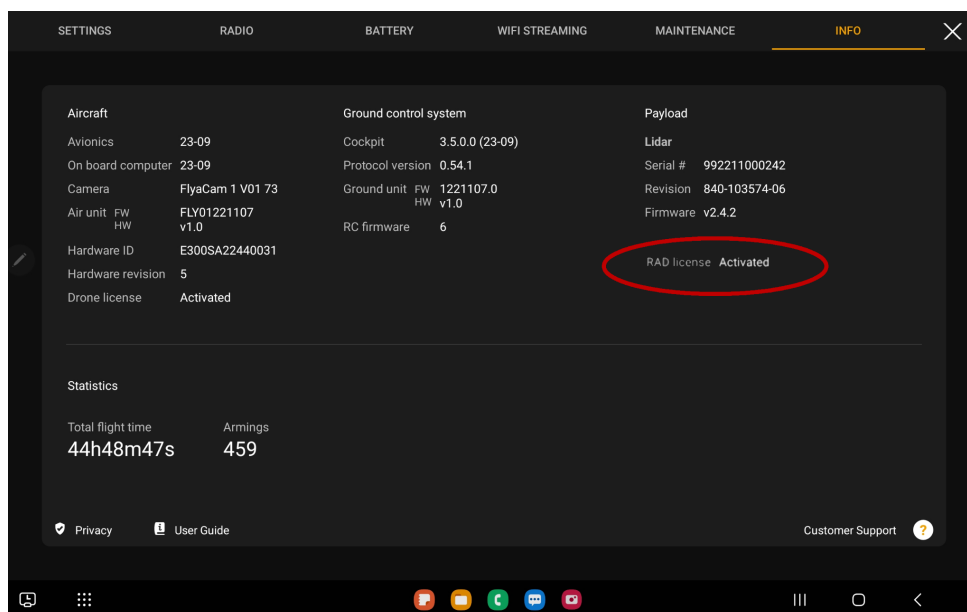 SETTINGS RADIO BATTERY WIFI STREAMING MAINTENANCE INFO
Aircraft
Avionics 23-09
On board computer 23-09
Camera FlyaCam 1 V01 73
Air unit FW FLY01221107
HW v1.0
Hardware ID E300SA22440031
Hardware revision 5
Drone license Activated
Ground control system
Cockpit 3.5.0.0 (23-09)
Protocol version 0.54.1
Ground unit FW 1221107.0
HW v1.0
RC firmware 6
Payload
Lidar
Serial # 992211000242
Revision 840-103574-06
Firmware v2.4.2
RAD license Activated
Statistics
Total flight time Armings
44h48m47s 459
Privacy User Guide Customer Support ?